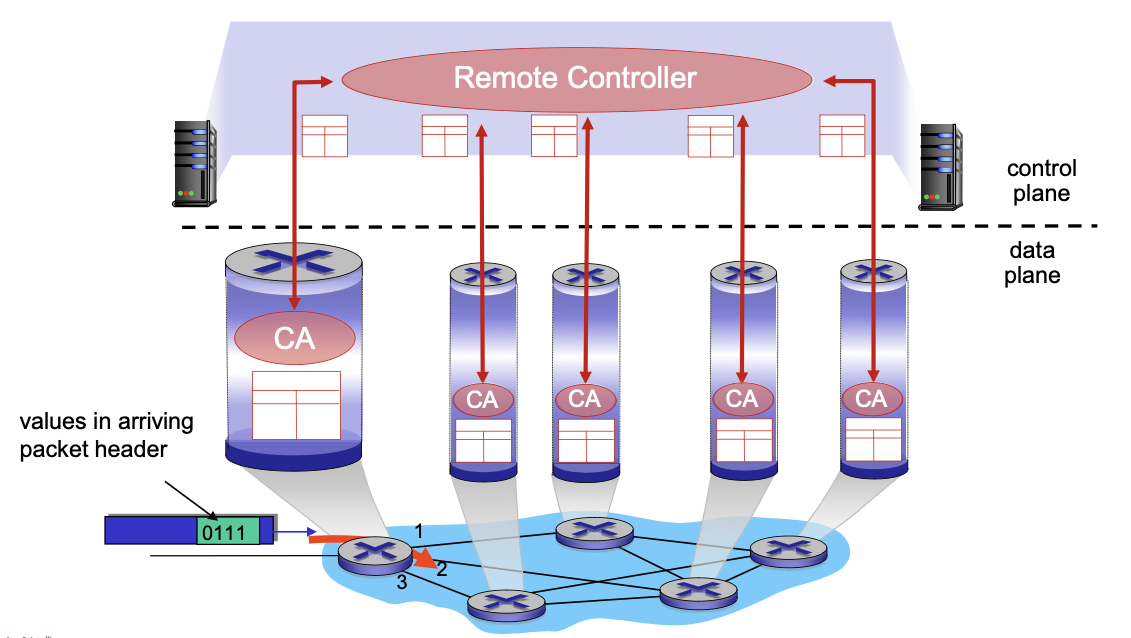 Remote Controller
control
plane
data
plane
CA
CA
CA
CA
CA
values in arriving
packet header
0111
1
2
3